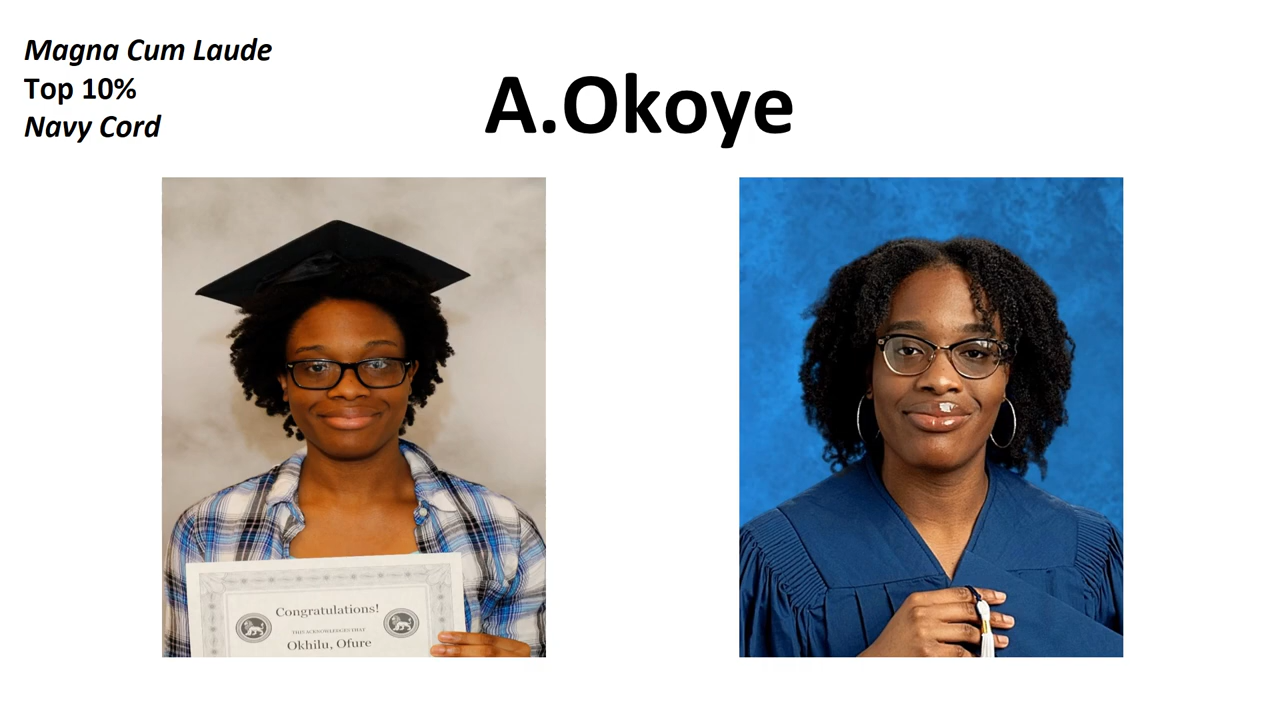 Magna Cum Laude
Top 10%
Navy Cord
A.Okoye
Congratulations!
THIS ACKNOWLEDGES THAT
Okhilu, Ofure